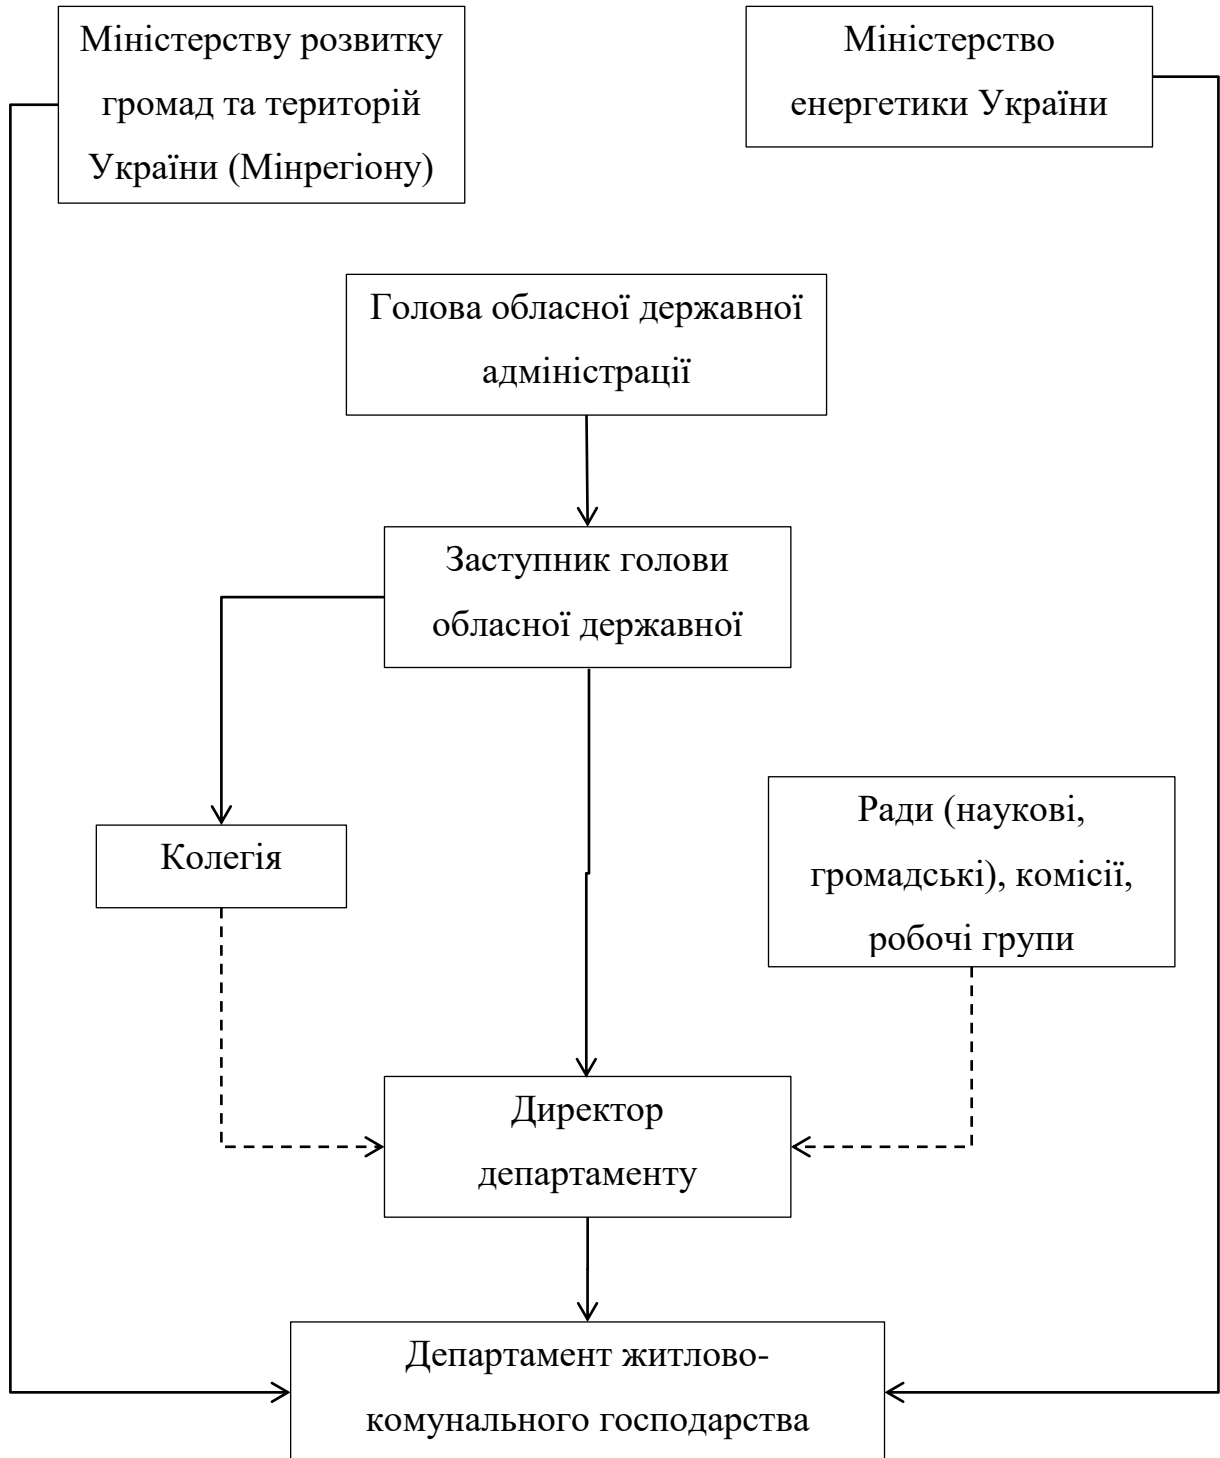 Міністерству розвитку
громад та територій
України (Мінрегіону)
Міністерство
енергетики України
Голова обласної державної
адміністрації
Заступник голови
обласної державної
Колегія
Ради (наукові,
громадські), комісії,
робочі групи
Директор
департаменту
Департамент житлово-
комунального господарства